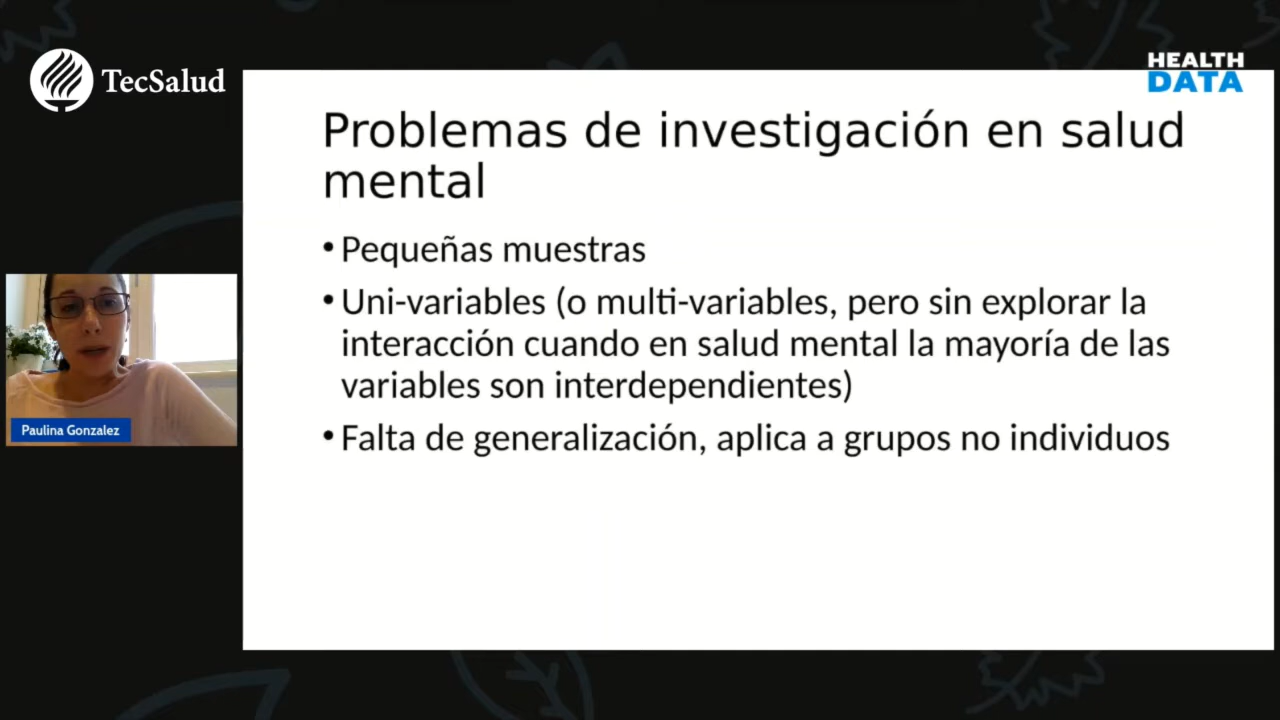 TecSalud
HEALTH
DATA
Problemas de investigación en salud
mental
• Pequeñas muestras
• Uni-variables (o multi-variables, pero sin explorar la
interacción cuando en salud mental la mayoría de las
variables son interdependientes)
• Falta de generalización, aplica a grupos no individuos
Paulina Gonzalez